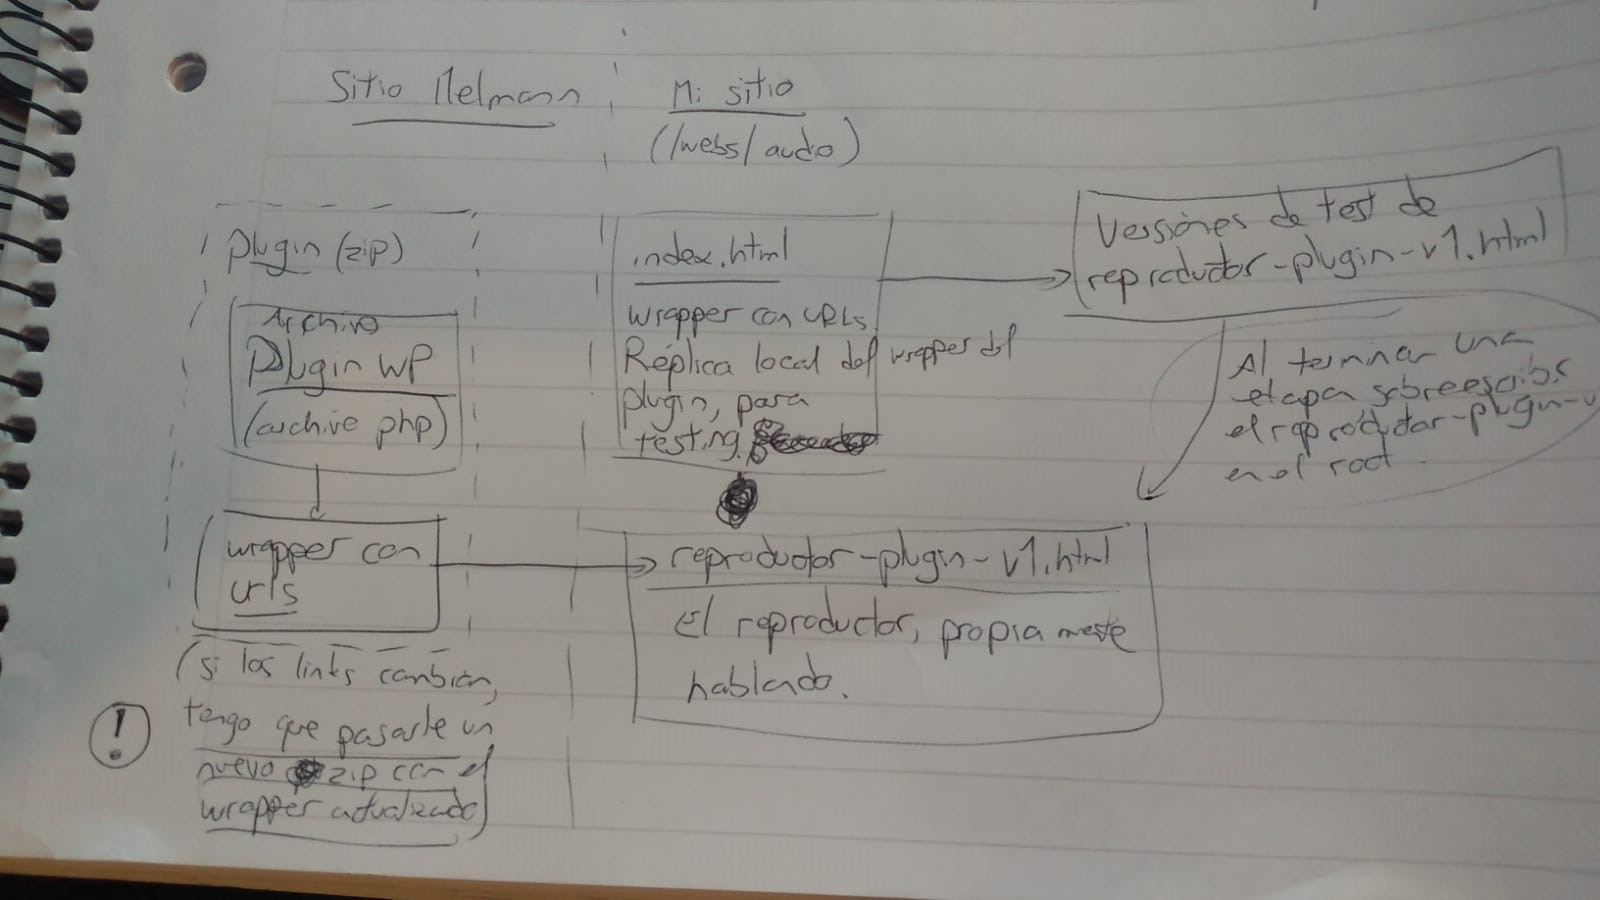 Sitio Melmann
Mi sitio
(/webs/audio)
Plugin (zip)
Archivo
Plugin WP
(archive php)
wrapper con
urls
(si los links cambian,
tengo que pasarle un
nuevo zip con el
wrapper actualizado)
!
index.html
wrapper con URLs
Réplica local del wrapper del
plugin, para
testing.
reproductor-plugin-v1.html
El reproductor, propiamente
hablando.
Versiones de test de
reproductor-plugin-v1.html
Al terminar una
etapa sobreescribir
el reproductor-plugin-v
en el root